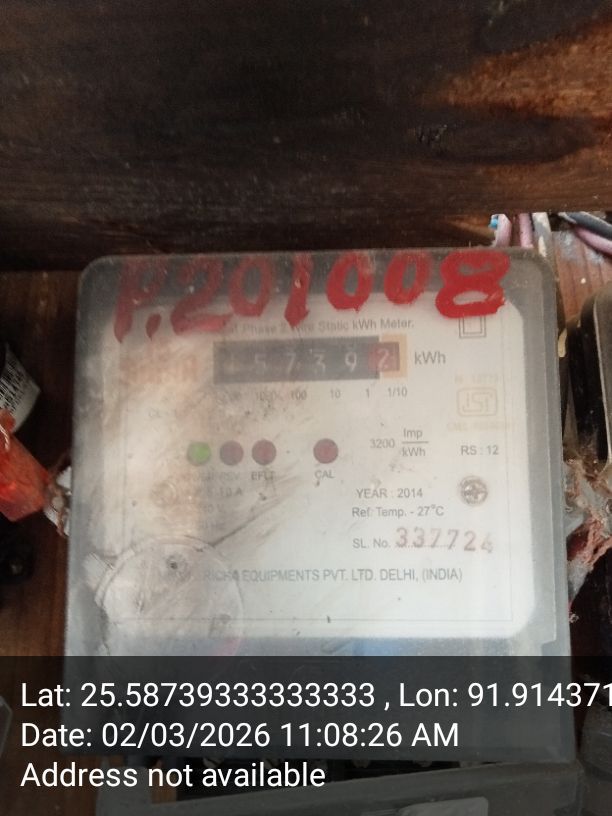 P.201008
Phase 2 Wire Static kWh Meter.
57392 kWh
100 10 1 1/10
3200 Imp/kWh
RS : 12
EFLT CAL
YEAR : 2014
Ref. Temp. - 27°C
SL. No. 337724
EQUIPMENTS PVT. LTD. DELHI, (INDIA)
Lat: 25.58739333333333 , Lon: 91.914371
Date: 02/03/2026 11:08:26 AM
Address not available